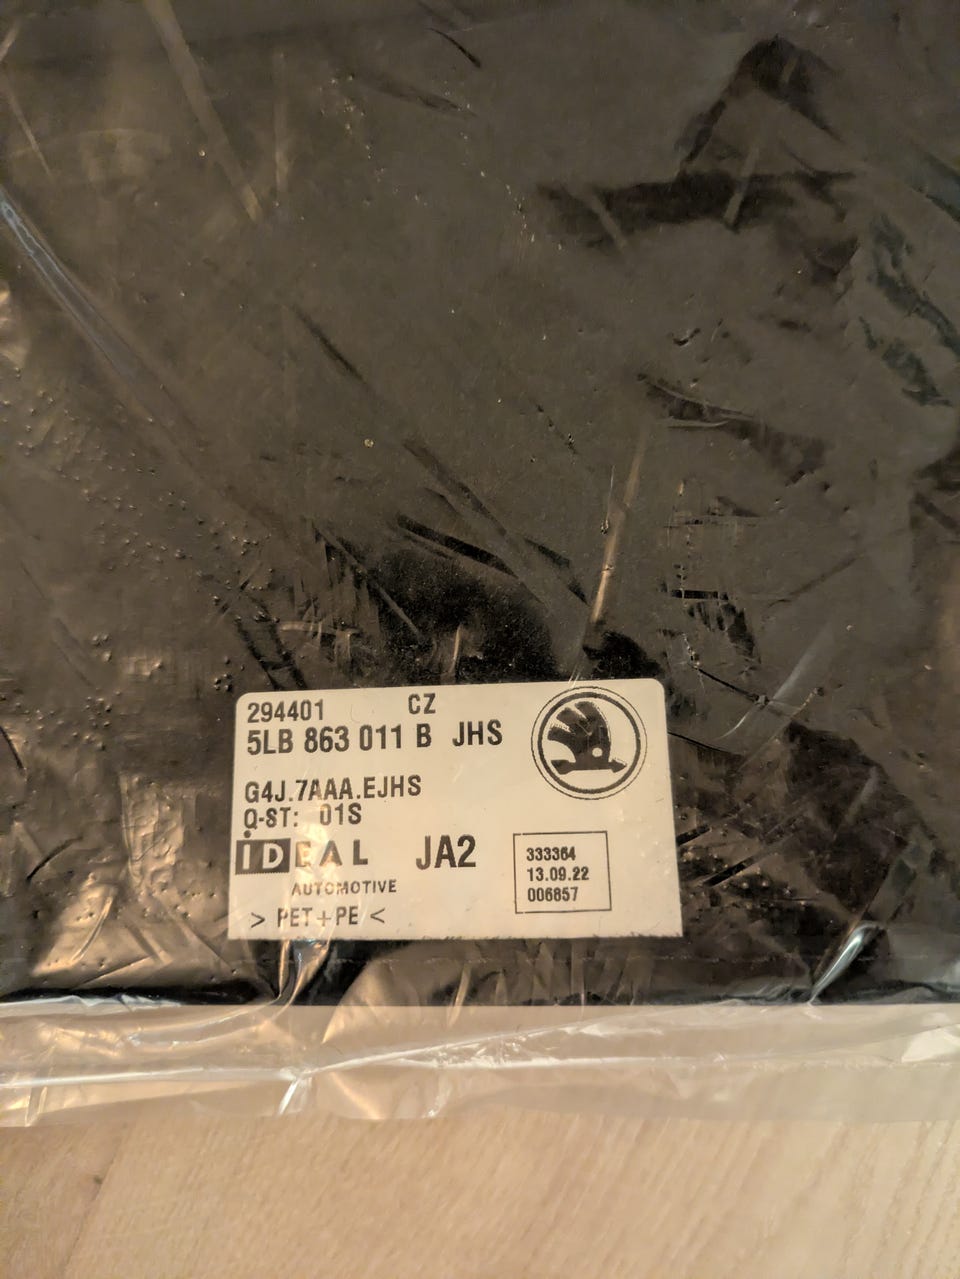 294401 CZ
5LB 863 011 B JHS
G4J.7AAA.EJHS
Q-ST: 01S
iDEAL JA2
AUTOMOTIVE
> PET+PE <
333364
13.09.22
006857